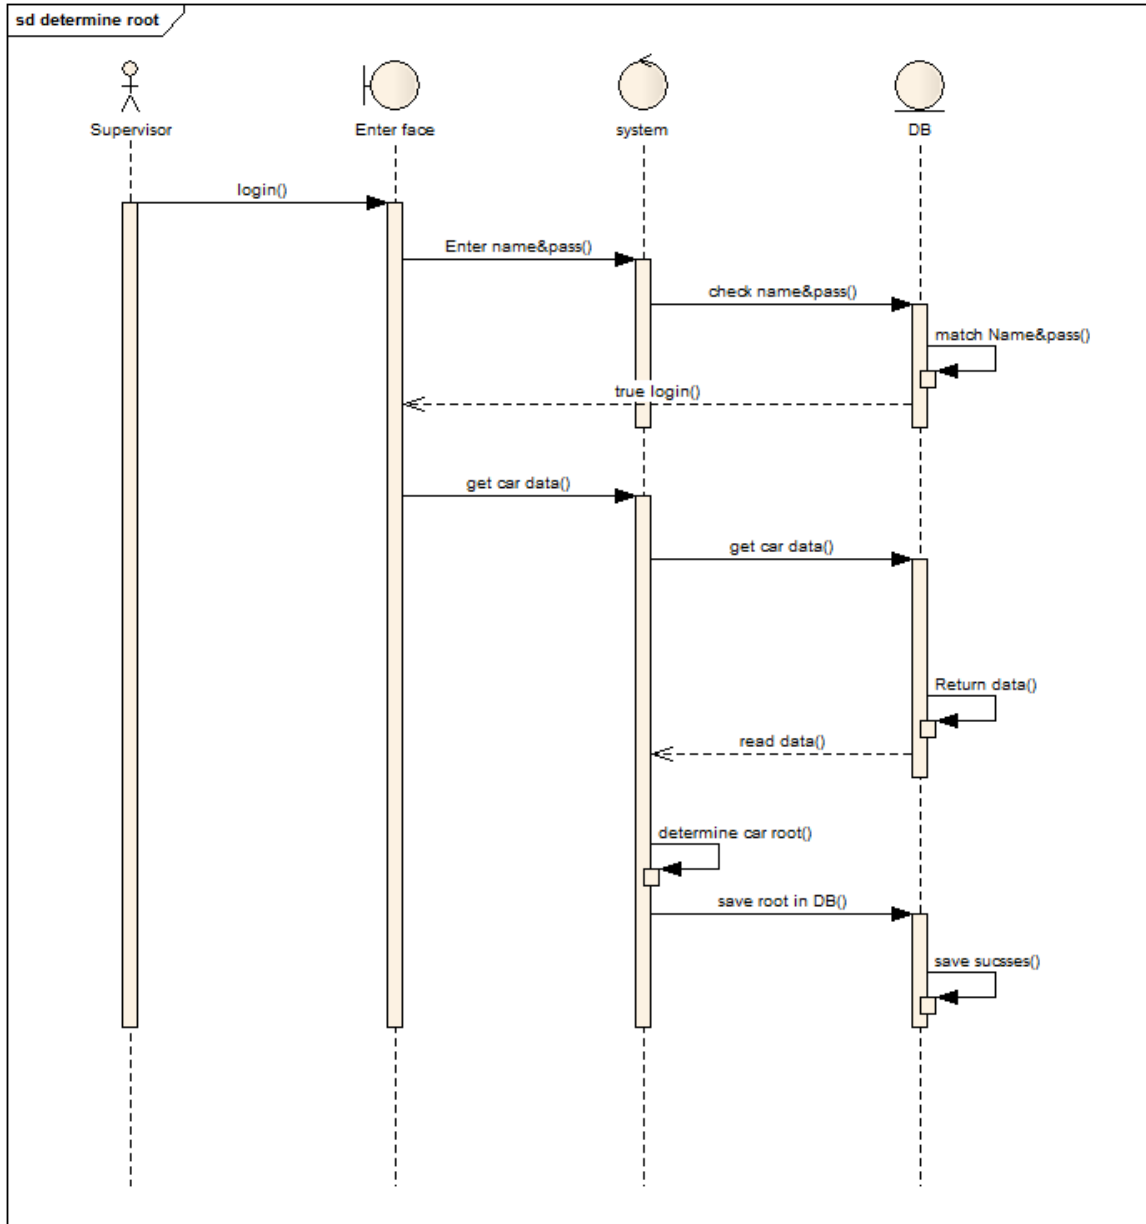 sd determine root
Supervisor
Enter face
system
DB
login()
Enter name&pass()
check name&pass()
match Name&pass()
true login()
get car data()
get car data()
Return data()
read data()
determine car root()
save root in DB()
save sucsses()